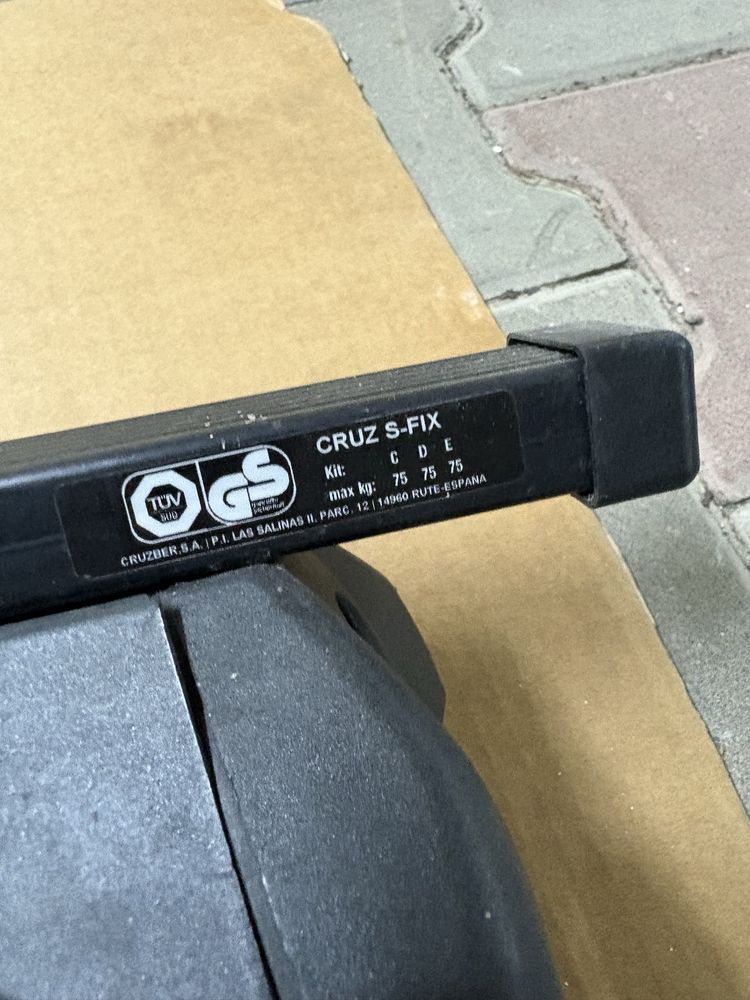 TÜV
SÜD
GS
CRUZ S-FIX
Kit: C D E
max kg: 75 75 75
CRUZBER,S.A. | P.I. LAS SALINAS II. PARC. 12 | 14960 RUTE-ESPANA